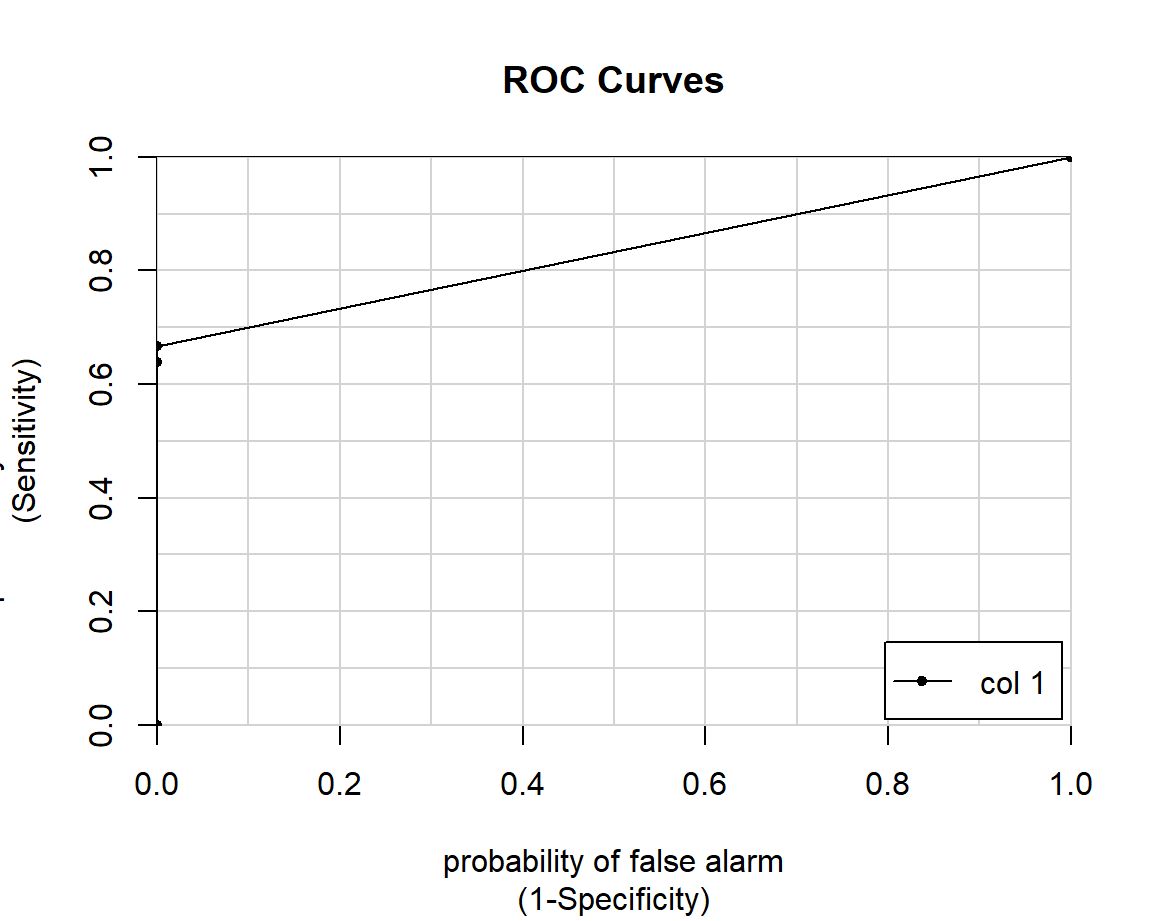 ROC Curves
(Sensitivity)
1.0
0.8
0.6
0.4
0.2
0.0
col 1
0.0 0.2 0.4 0.6 0.8 1.0
probability of false alarm
(1-Specificity)